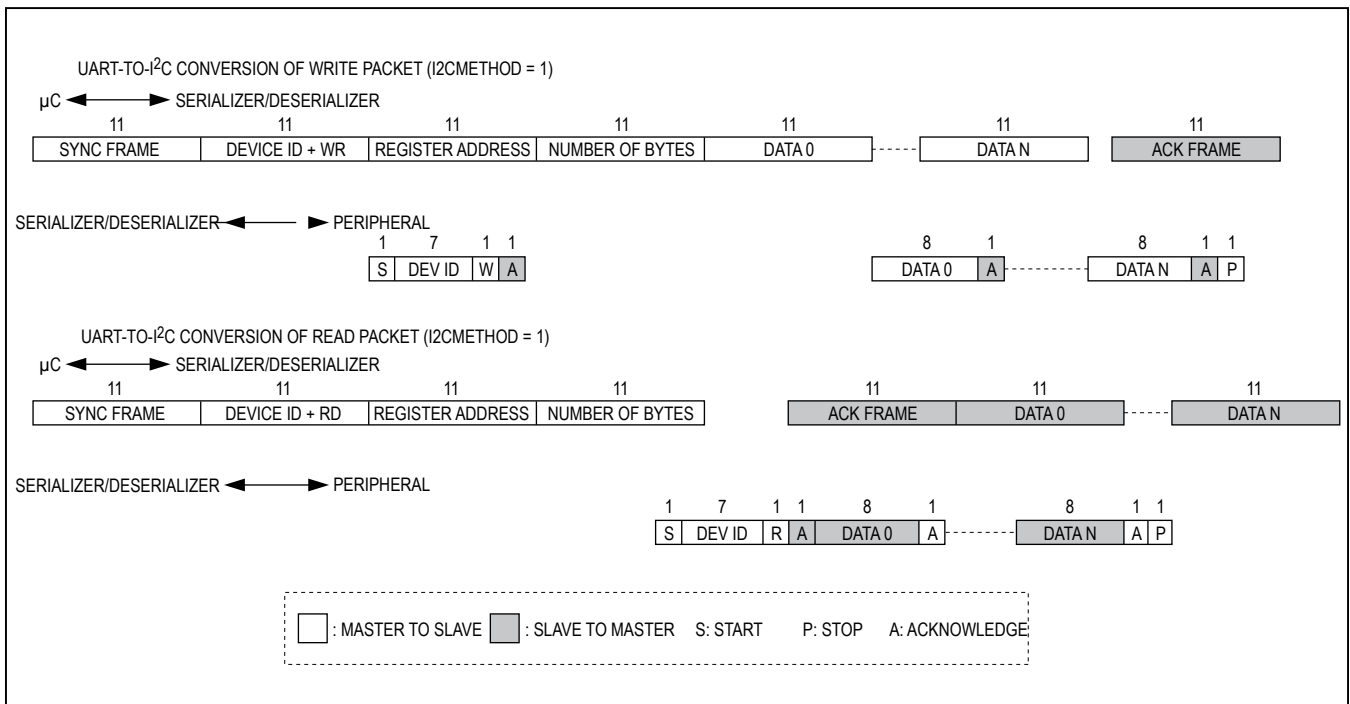 UART-TO-I2C CONVERSION OF WRITE PACKET (I2CMETHOD = 1)
µC SERIALIZER/DESERIALIZER
11 11 11 11 11 11 11
SYNC FRAME DEVICE ID + WR REGISTER ADDRESS NUMBER OF BYTES DATA 0 DATA N ACK FRAME
SERIALIZER/DESERIALIZER PERIPHERAL
1 7 1 1 8 1 8 1 1
S DEV ID W A DATA 0 A DATA N A P
UART-TO-I2C CONVERSION OF READ PACKET (I2CMETHOD = 1)
µC SERIALIZER/DESERIALIZER
11 11 11 11 11 11 11
SYNC FRAME DEVICE ID + RD REGISTER ADDRESS NUMBER OF BYTES ACK FRAME DATA 0 DATA N
SERIALIZER/DESERIALIZER PERIPHERAL
1 7 1 1 8 1 8 1 1
S DEV ID R A DATA 0 A DATA N A P
: MASTER TO SLAVE : SLAVE TO MASTER S: START P: STOP A: ACKNOWLEDGE